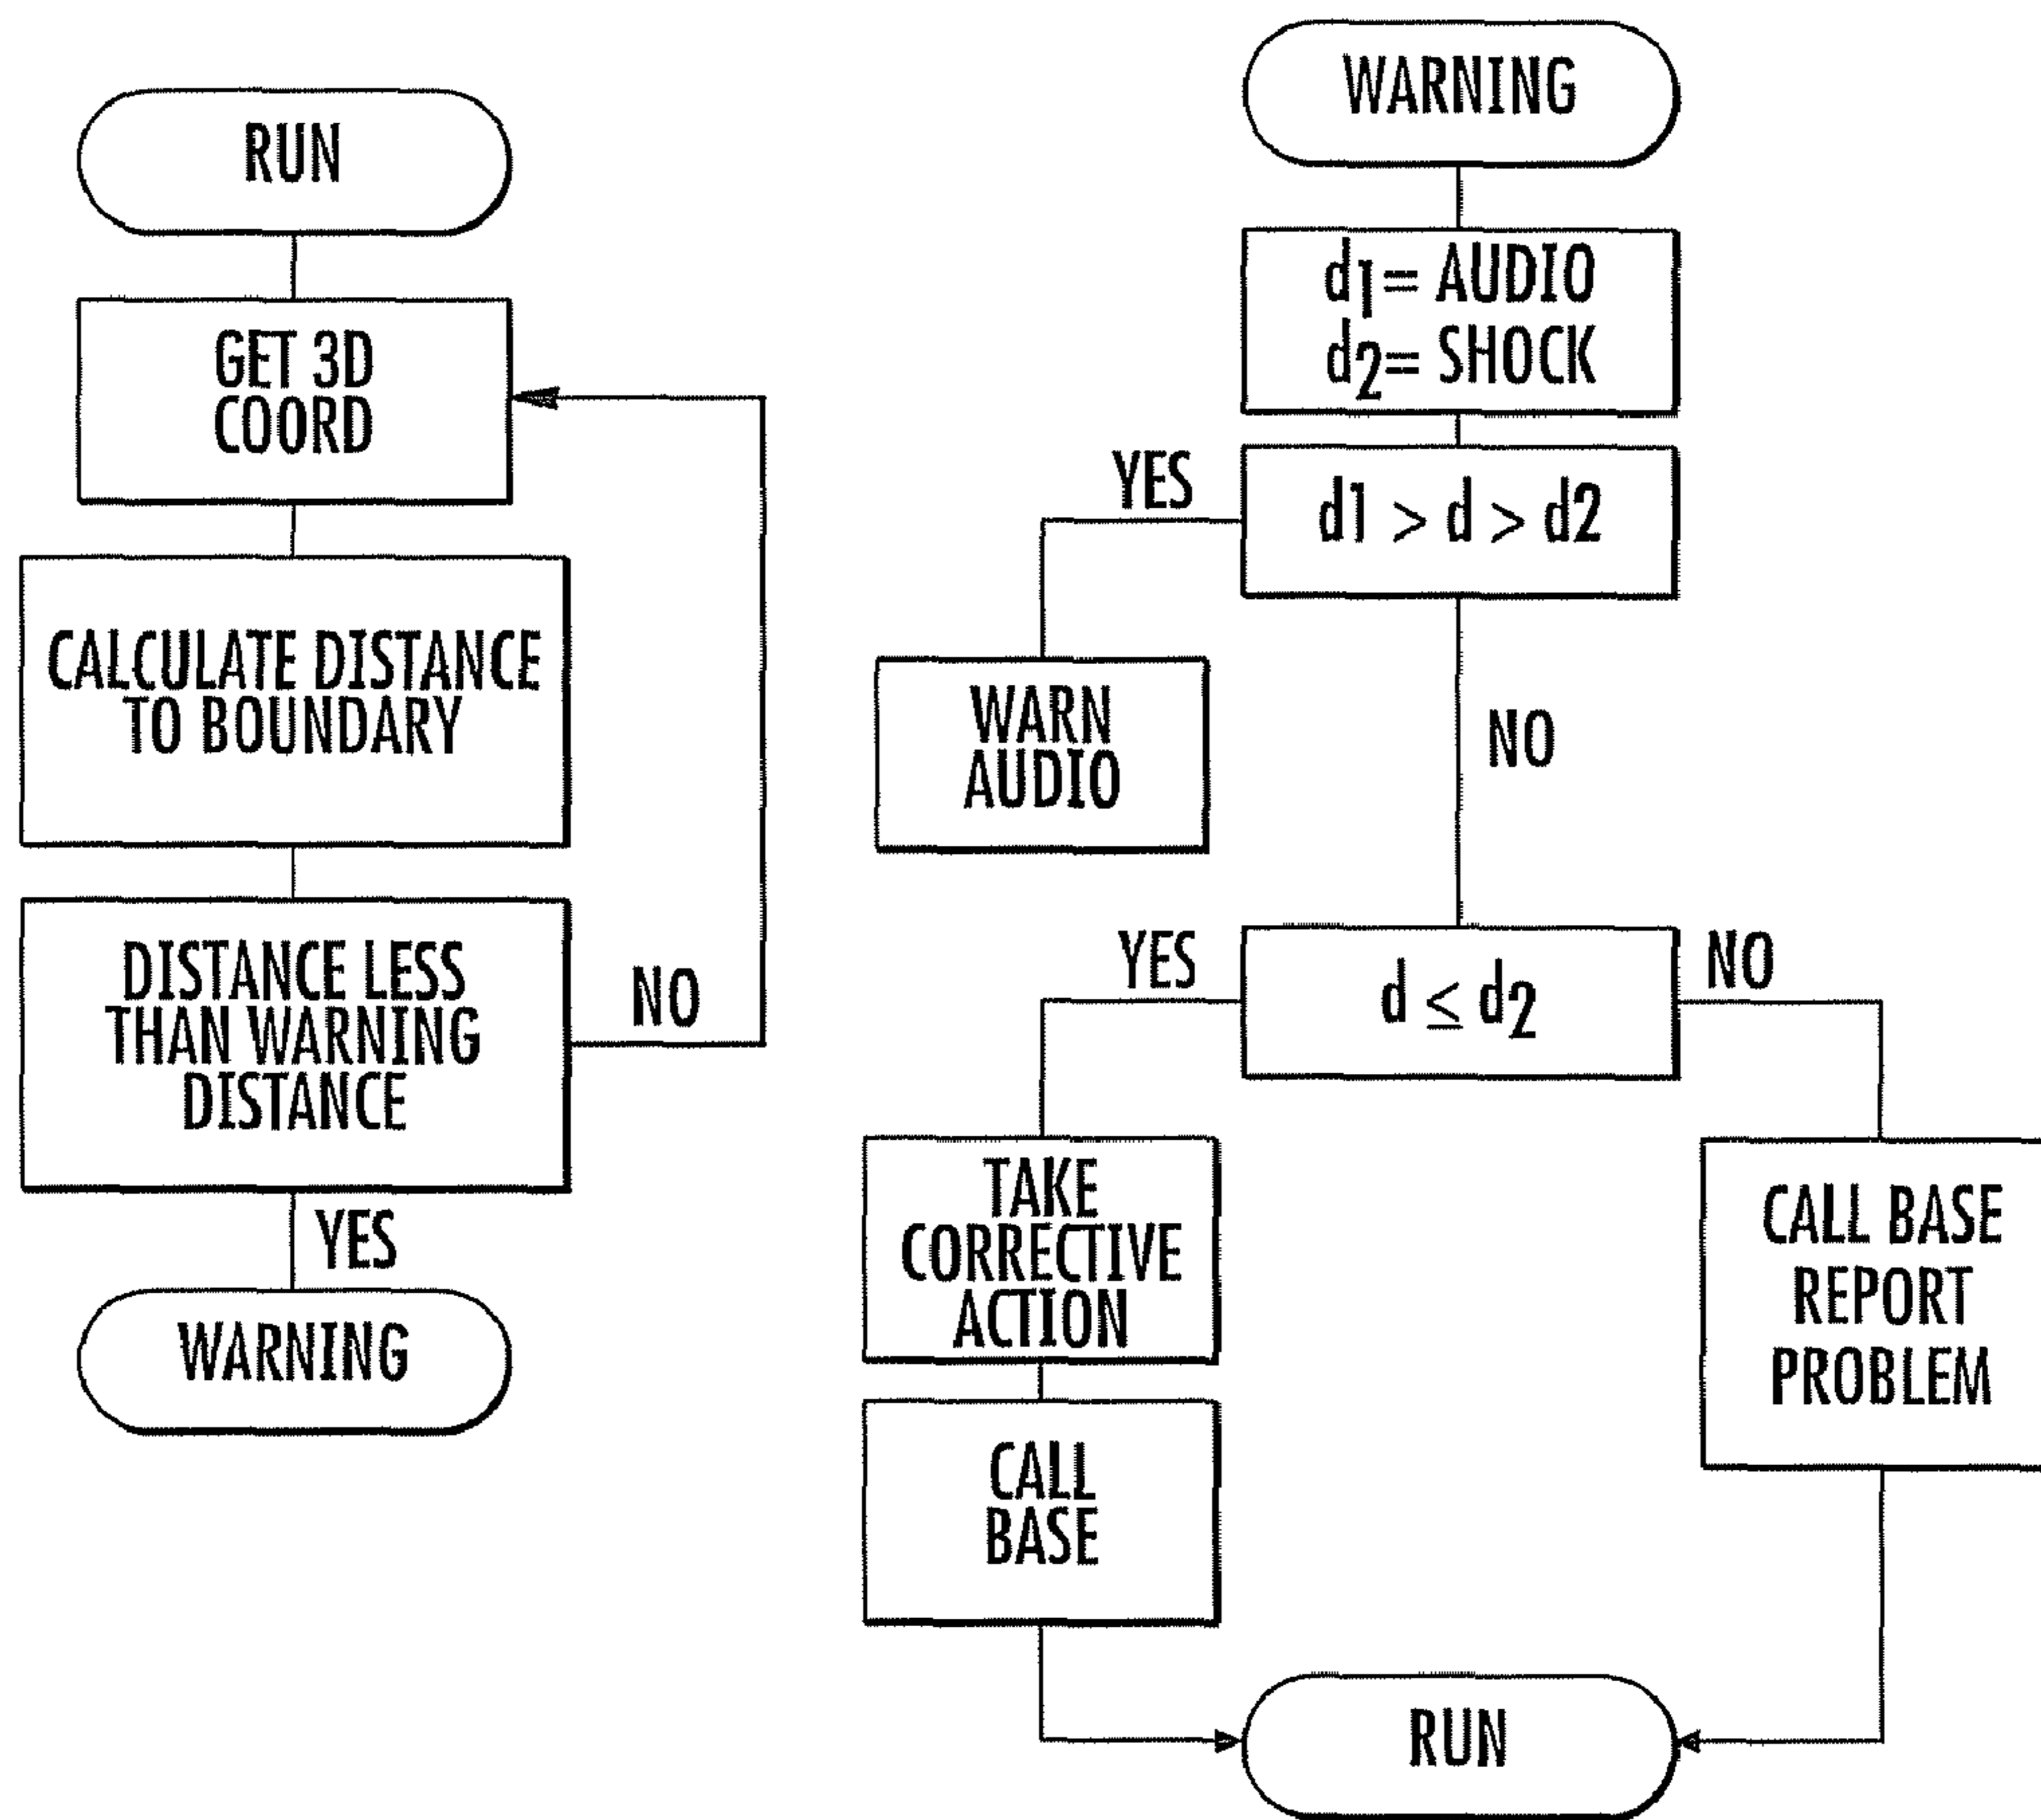 RUN
GET 3D
COORD
CALCULATE DISTANCE
TO BOUNDARY
DISTANCE LESS
THAN WARNING
DISTANCE
NO
YES
WARNING
WARNING
d1= AUDIO
d2= SHOCK
YES
d1 > d > d2
WARN
AUDIO
NO
YES
d ≤ d2
NO
TAKE
CORRECTIVE
ACTION
CALL BASE
REPORT
PROBLEM
CALL
BASE
RUN